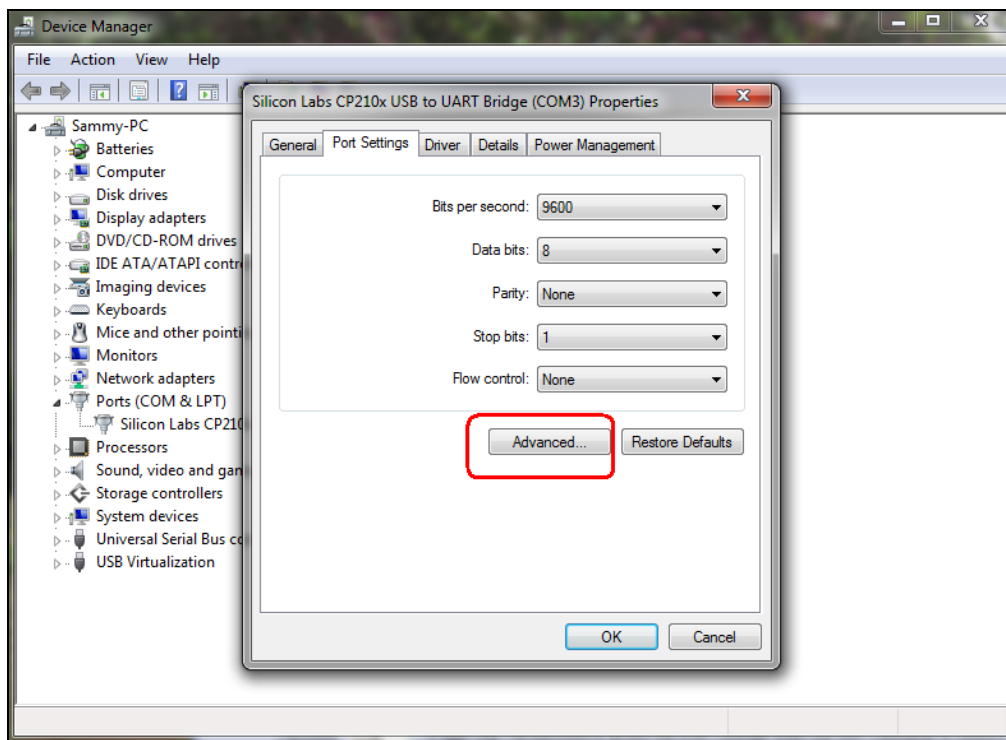 Device Manager
File Action View Help
Sammy-PC
Batteries
Computer
Disk drives
Display adapters
DVD/CD-ROM drives
IDE ATA/ATAPI contr
Imaging devices
Keyboards
Mice and other pointi
Monitors
Network adapters
Ports (COM & LPT)
Silicon Labs CP210
Processors
Sound, video and gan
Storage controllers
System devices
Universal Serial Bus co
USB Virtualization
Silicon Labs CP210x USB to UART Bridge (COM3) Properties
General Port Settings Driver Details Power Management
Bits per second: 9600
Data bits: 8
Parity: None
Stop bits: 1
Flow control: None
Advanced... Restore Defaults
OK Cancel